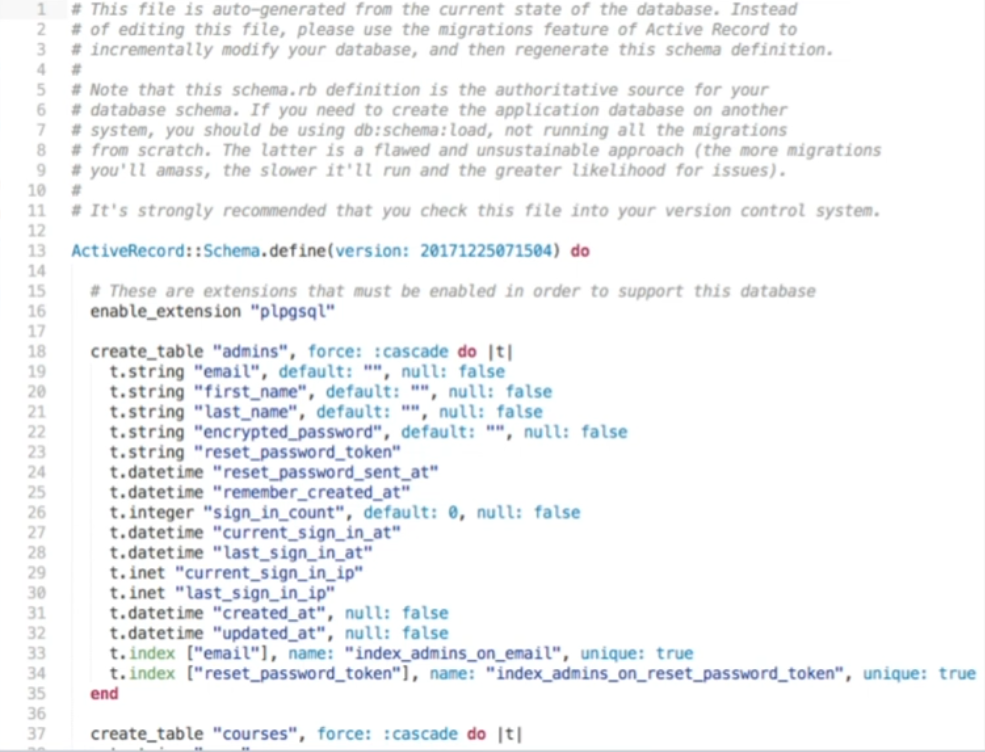 1 # This file is auto-generated from the current state of the database. Instead
2 # of editing this file, please use the migrations feature of Active Record to
3 # incrementally modify your database, and then regenerate this schema definition.
4 #
5 # Note that this schema.rb definition is the authoritative source for your
6 # database schema. If you need to create the application database on another
7 # system, you should be using db:schema:load, not running all the migrations
8 # from scratch. The latter is a flawed and unsustainable approach (the more migrations
9 # you'll amass, the slower it'll run and the greater likelihood for issues).
10 #
11 # It's strongly recommended that you check this file into your version control system.
12
13 ActiveRecord::Schema.define(version: 20171225071504) do
14
15   # These are extensions that must be enabled in order to support this database
16   enable_extension "plpgsql"
17
18   create_table "admins", force: :cascade do |t|
19     t.string "email", default: "", null: false
20     t.string "first_name", default: "", null: false
21     t.string "last_name", default: "", null: false
22     t.string "encrypted_password", default: "", null: false
23     t.string "reset_password_token"
24     t.datetime "reset_password_sent_at"
25     t.datetime "remember_created_at"
26     t.integer "sign_in_count", default: 0, null: false
27     t.datetime "current_sign_in_at"
28     t.datetime "last_sign_in_at"
29     t.inet "current_sign_in_ip"
30     t.inet "last_sign_in_ip"
31     t.datetime "created_at", null: false
32     t.datetime "updated_at", null: false
33     t.index ["email"], name: "index_admins_on_email", unique: true
34     t.index ["reset_password_token"], name: "index_admins_on_reset_password_token", unique: true
35   end
36
37   create_table "courses", force: :cascade do |t|